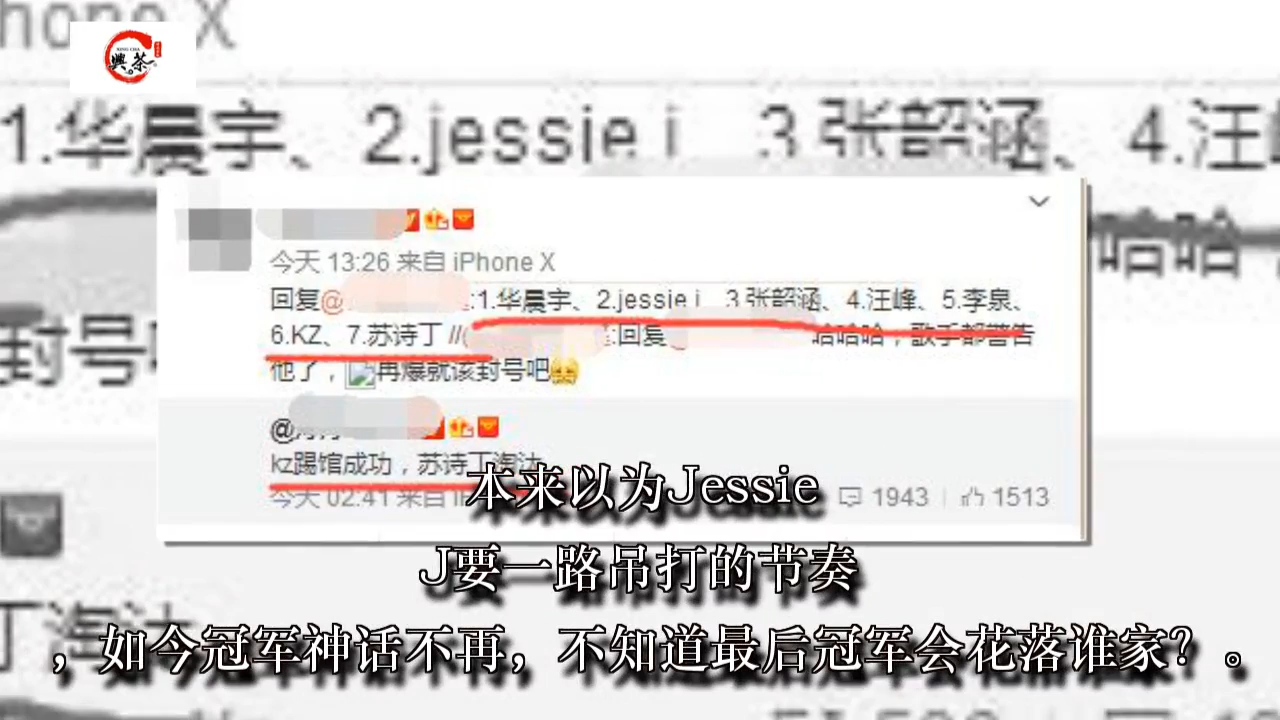 hone X
興茶
1.华晨宇、2.jessie j、3.张韶涵、4.汪
哈哈
封号
今天 13:26 来自 iPhone X
回复@ :1.华晨宇、2.jessie j、3.张韶涵、4.汪峰、5.李泉、
6.KZ、7.苏诗丁 //@ :回复@ 哈哈哈，歌手都警告
他了，再爆就该封号吧
@
kz踢馆成功，苏诗丁淘汰
今天 02:41 来自 1943 1513
本来以为Jessie
J要一路吊打的节奏
，如今冠军神话不再，不知道最后冠军会花落谁家？。
丁淘汰